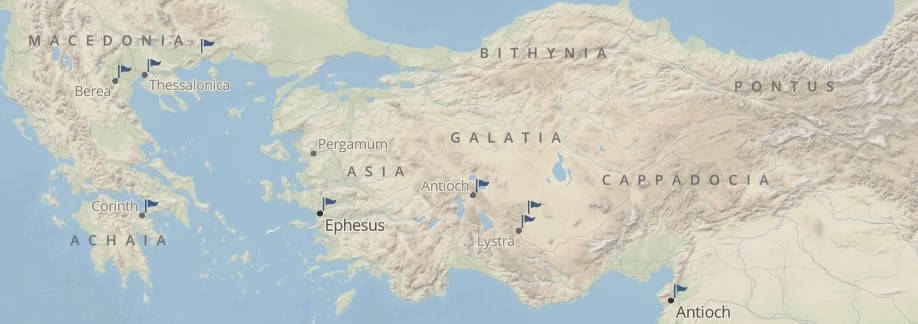 MACEDONIA
BITHYNIA
Berea
Thessalonica
PONTUS
GALATIA
Pergamum
ASIA
Antioch
CAPPADOCIA
Corinth
Ephesus
ACHAIA
Lystra
Antioch